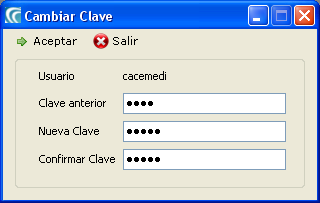 Cambiar Clave
Aceptar Salir
Usuario cacemedi
Clave anterior ●●●●
Nueva Clave ●●●●●
Confirmar Clave ●●●●●